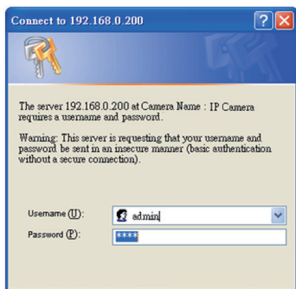 Connect to 192.168.0.200
The server 192.168.0.200 at Camera Name : IP Camera
requires a username and password.
Warning: This server is requesting that your username and
password be sent in an insecure manner (basic authentication
without a secure connection).
Username (U): admin
Password (P): ****